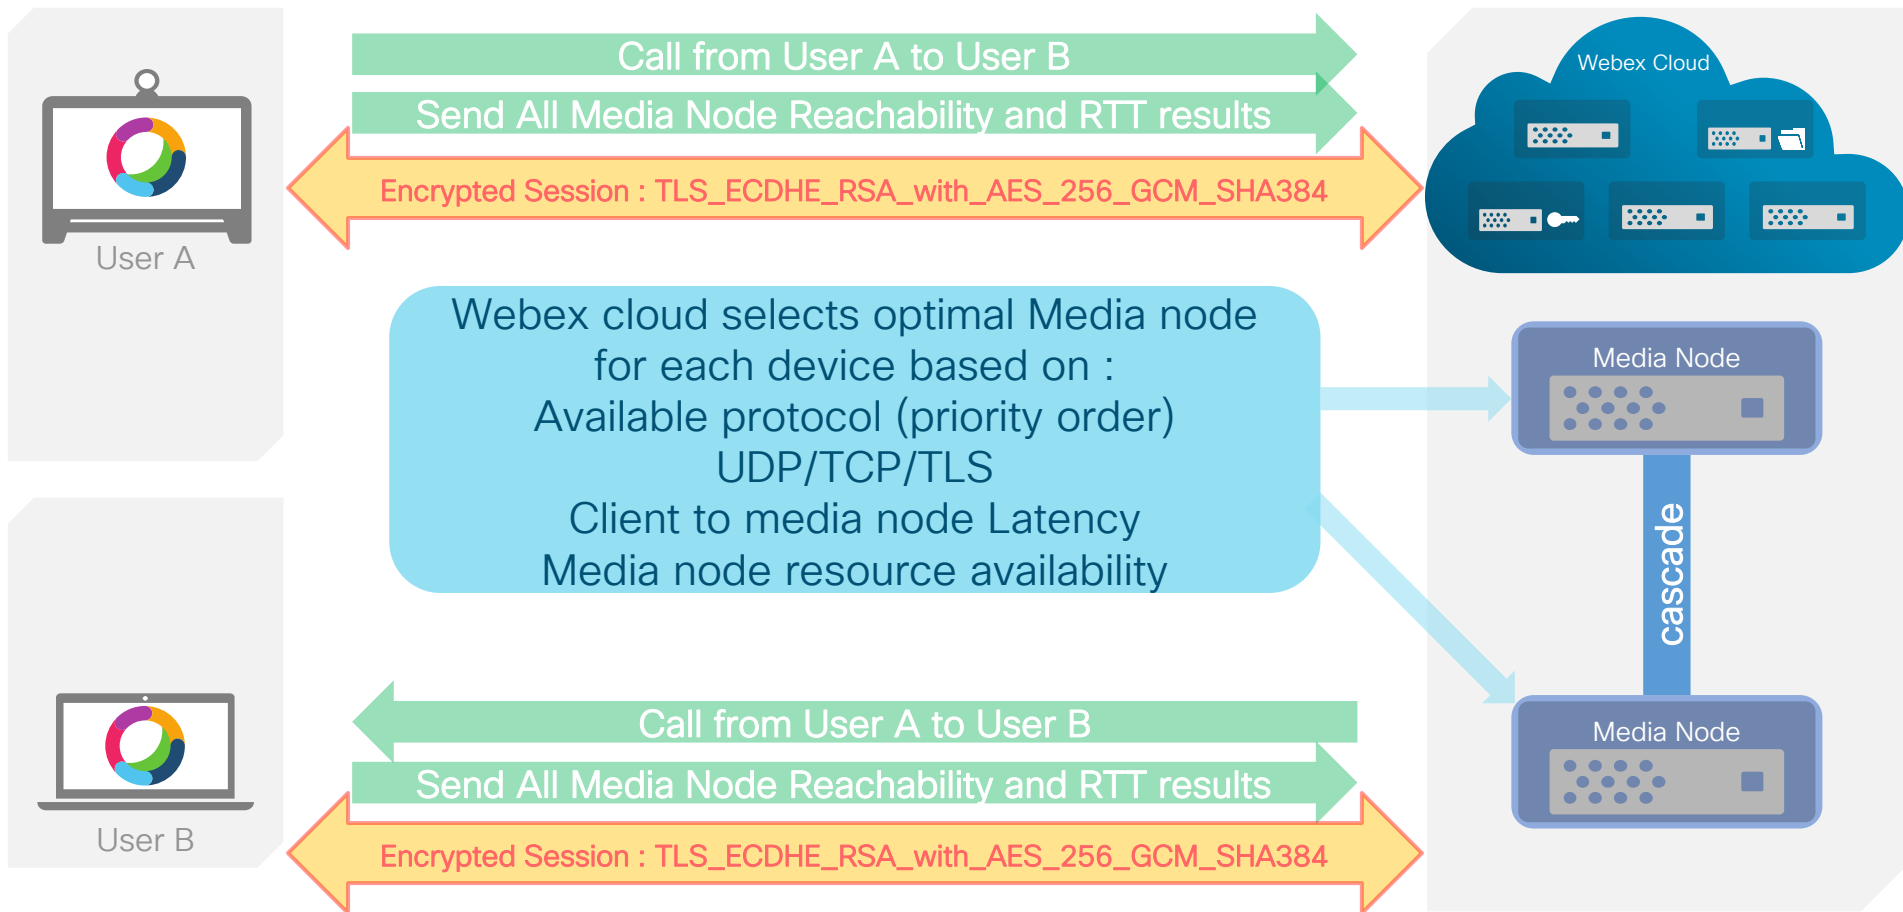 Call from User A to User B
Send All Media Node Reachability and RTT results
Encrypted Session : TLS_ECDHE_RSA_with_AES_256_GCM_SHA384
User A
Webex Cloud
Webex cloud selects optimal Media node
for each device based on :
Available protocol (priority order)
UDP/TCP/TLS
Client to media node Latency
Media node resource availability
Media Node
cascade
Media Node
Call from User A to User B
Send All Media Node Reachability and RTT results
Encrypted Session : TLS_ECDHE_RSA_with_AES_256_GCM_SHA384
User B